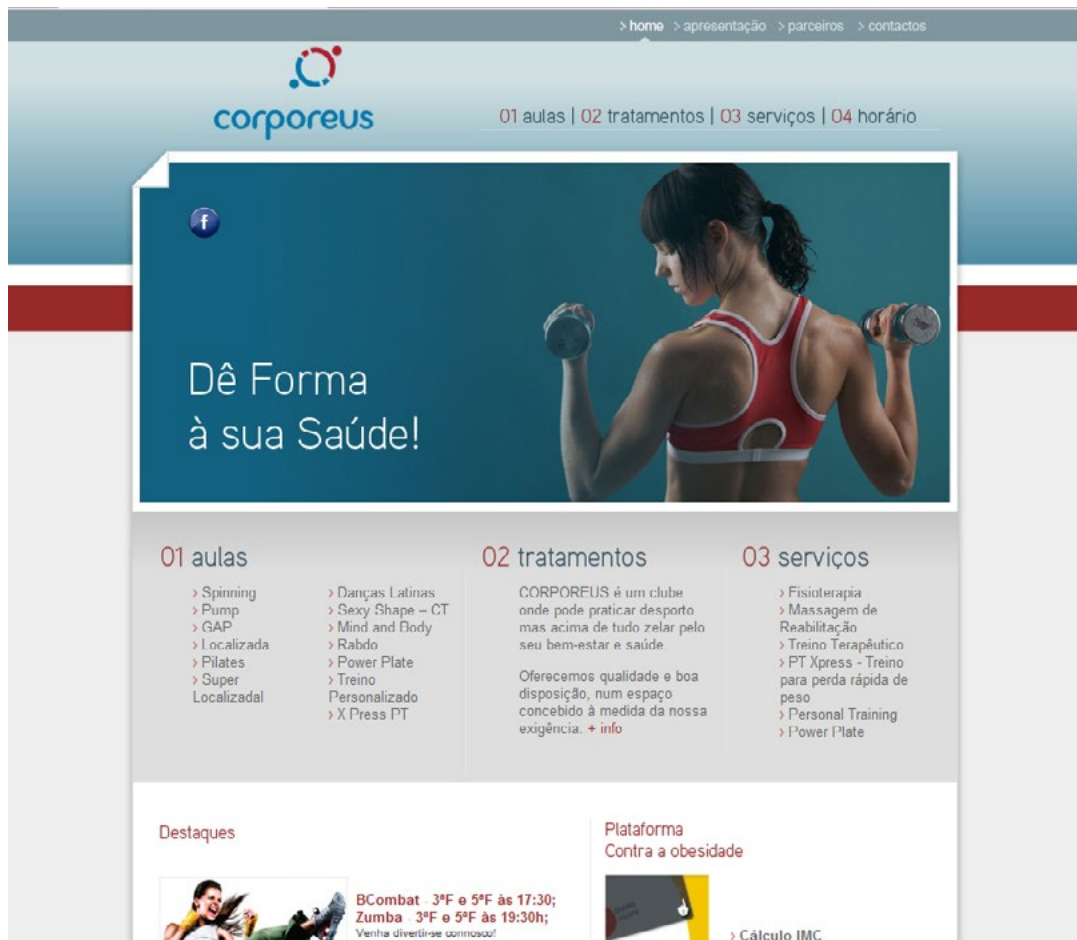 > home > apresentação > parceiros > contactos
corporeus
01 aulas | 02 tratamentos | 03 serviços | 04 horário
f
Dê Forma
à sua Saúde!
01 aulas
> Spinning
> Pump
> GAP
> Localizada
> Pilates
> Super
Localizadal
> Danças Latinas
> Sexy Shape – CT
> Mind and Body
> Rabdo
> Power Plate
> Treino
Personalizado
> X Press PT
02 tratamentos
CORPOREUS é um clube
onde pode praticar desporto
mas acima de tudo zelar pelo
seu bem-estar e saúde.
Oferecemos qualidade e boa
disposição, num espaço
concebido à medida da nossa
exigência. + info
03 serviços
> Fisioterapia
> Massagem de
Reabilitação
> Treino Terapêutico
> PT Xpress - Treino
para perda rápida de
peso
> Personal Training
> Power Plate
Destaques
BCombat - 3ªF e 5ªF às 17:30;
Zumba - 3ªF e 5ªF às 19:30h;
Venha divertir-se connosco!
Plataforma
Contra a obesidade
> Cálculo IMC